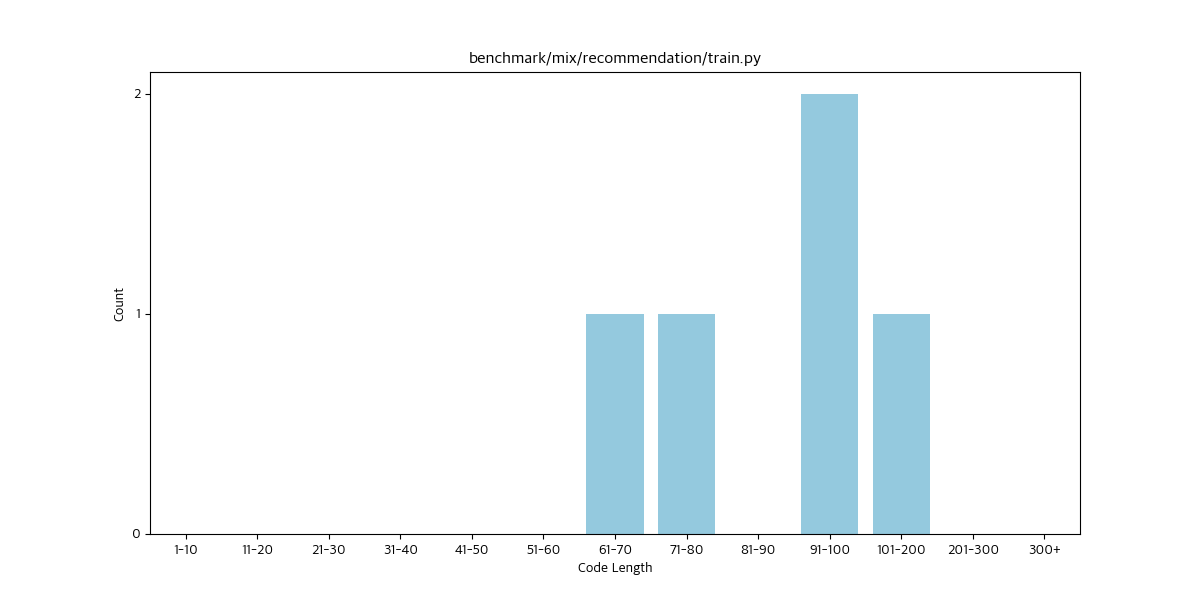 benchmark/mix/recommendation/train.py
2
1
0
Count
1-10 11-20 21-30 31-40 41-50 51-60 61-70 71-80 81-90 91-100 101-200 201-300 300+
Code Length